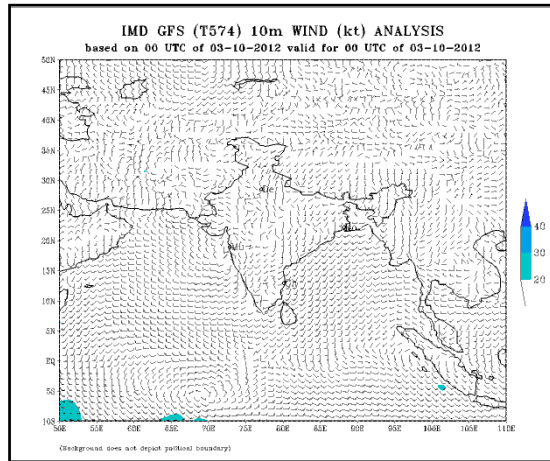 IMD GFS (T574) 10m WIND (kt) ANALYSIS
based on 00 UTC of 03-10-2012 valid for 00 UTC of 03-10-2012
50N
45N
40N
35N
30N
25N
20N
15N
10N
5N
EQ
5S
10S
50E 55E 60E 65E 70E 75E 80E 85E 90E 95E 100E 105E 110E
40
30
20
(Background does not depict political boundary)